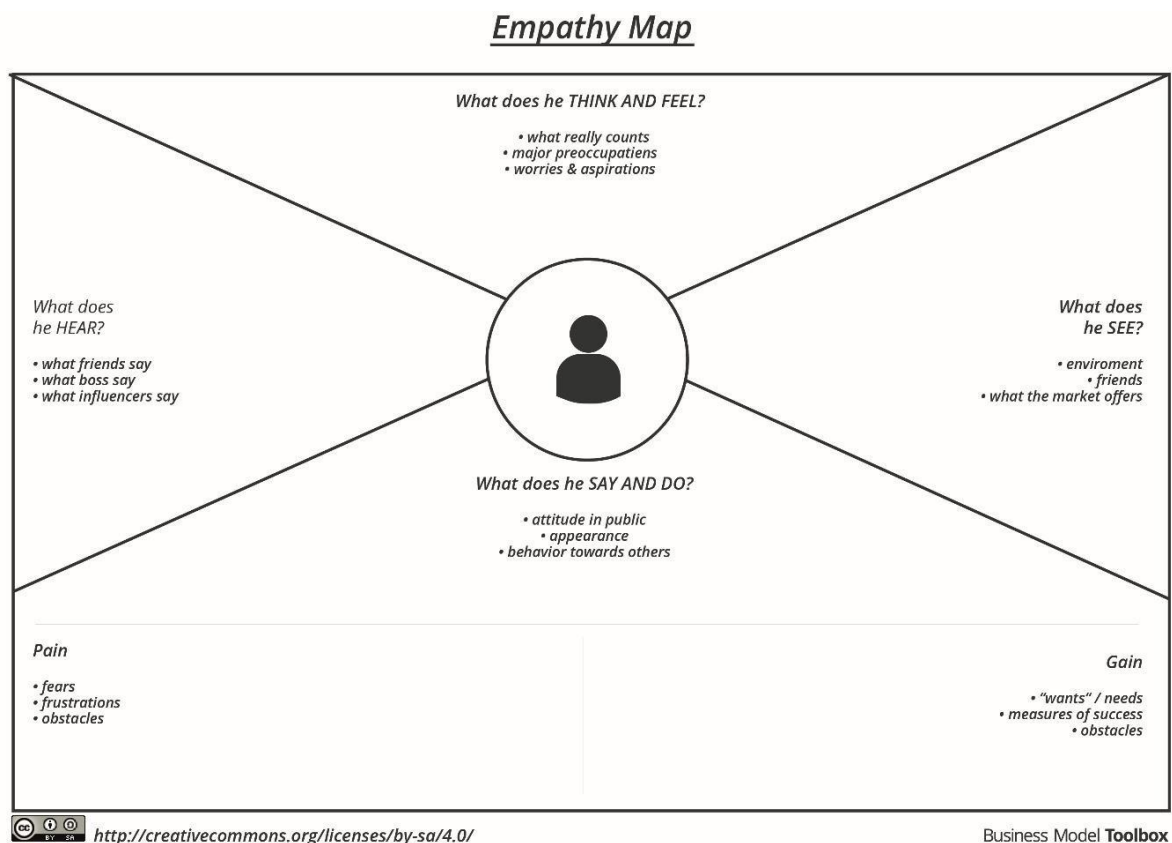 Empathy Map
What does he THINK AND FEEL?
• what really counts
• major preoccupatiens
• worries & aspirations
What does
he HEAR?
• what friends say
• what boss say
• what influencers say
What does
he SEE?
• enviroment
• friends
• what the market offers
What does he SAY AND DO?
• attitude in public
• appearance
• behavior towards others
Pain
• fears
• frustrations
• obstacles
Gain
• "wants" / needs
• measures of success
• obstacles
cc BY SA
http://creativecommons.org/licenses/by-sa/4.0/
Business Model Toolbox